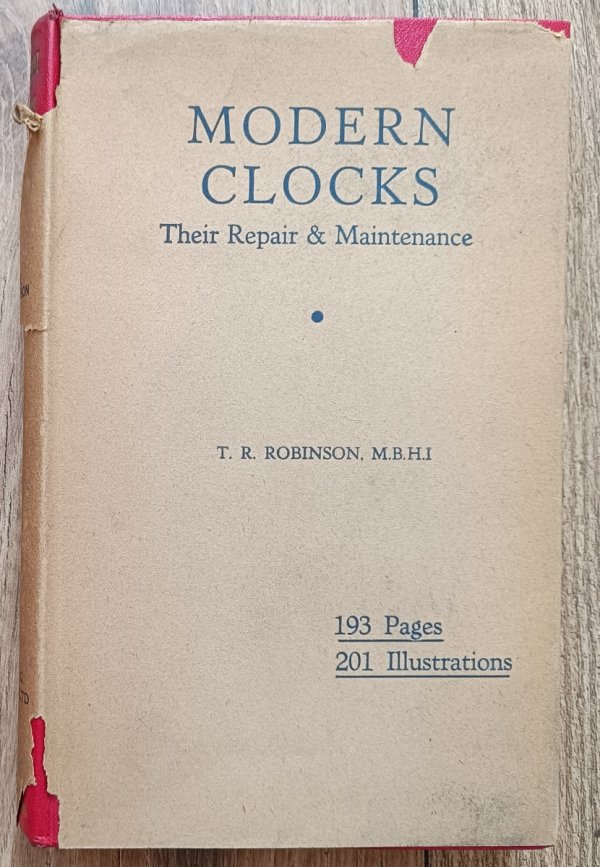 MODERN
CLOCKS
Their Repair & Maintenance
T. R. ROBINSON, M.B.H.I
193 Pages
201 Illustrations